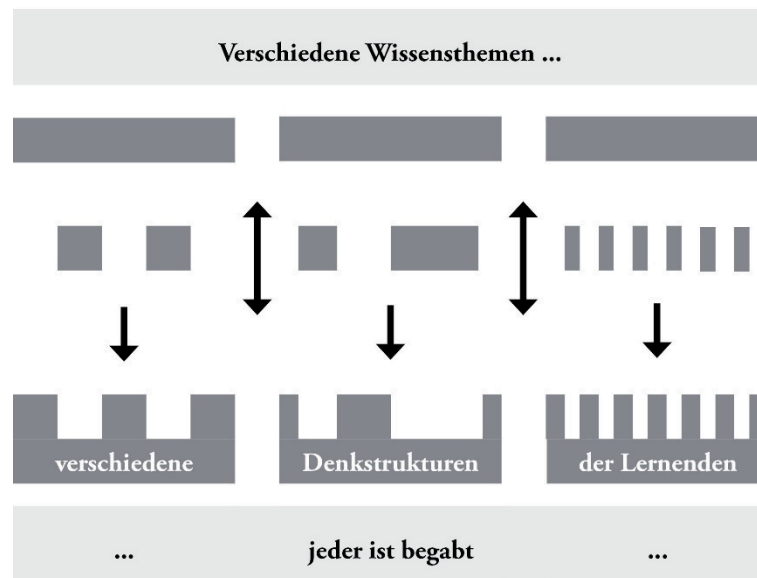 Verschiedene Wissensthemen ...
verschiedene Denkstrukturen der Lernenden
... jeder ist begabt ...